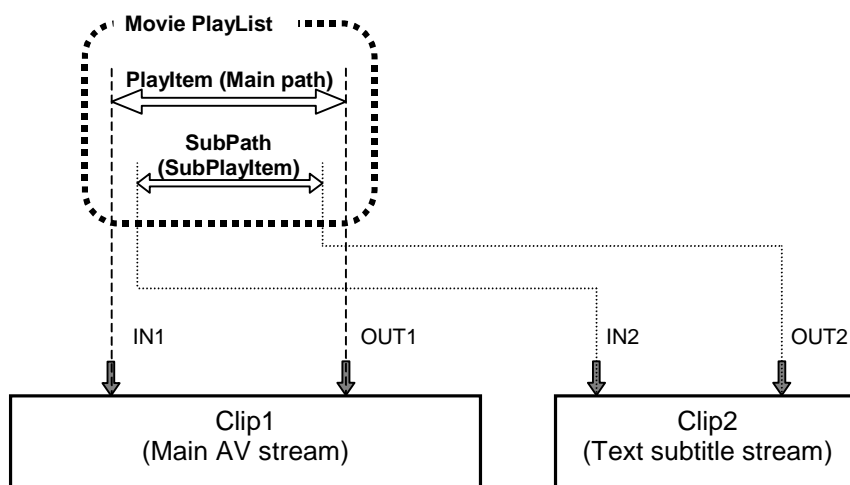 Movie PlayList
PlayItem (Main path)
SubPath
(SubPlayItem)
IN1
OUT1
IN2
OUT2
Clip1
(Main AV stream)
Clip2
(Text subtitle stream)